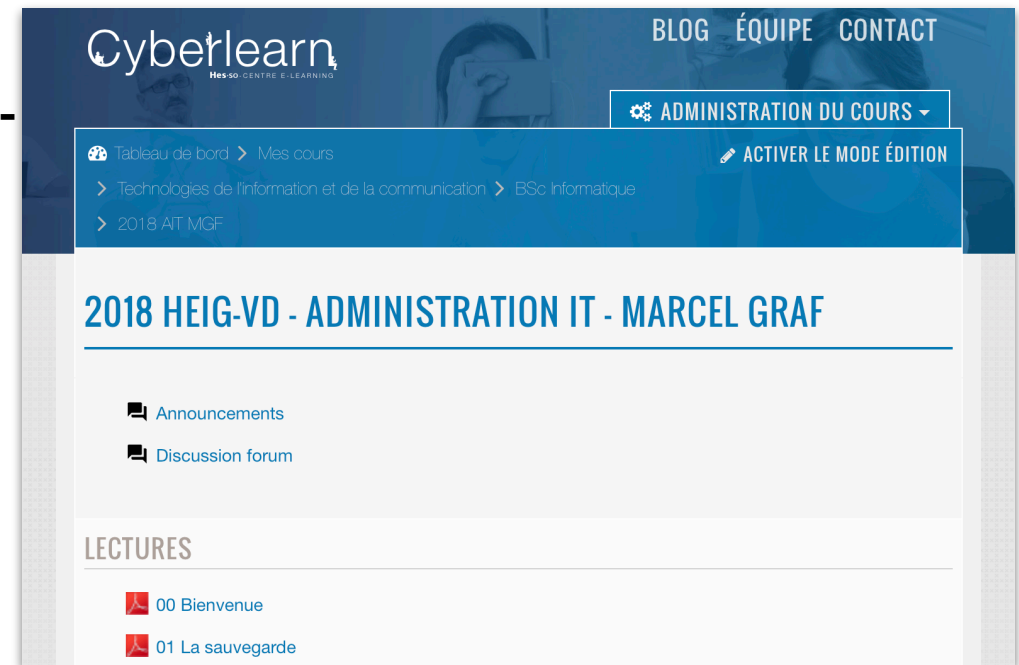 Cyberlearn
Hes·so-CENTRE E-LEARNING
BLOG ÉQUIPE CONTACT
ADMINISTRATION DU COURS
Tableau de bord > Mes cours
ACTIVER LE MODE ÉDITION
> Technologies de l'information et de la communication > BSc Informatique
> 2018 AIT MGF
2018 HEIG-VD - ADMINISTRATION IT - MARCEL GRAF
Announcements
Discussion forum
LECTURES
00 Bienvenue
01 La sauvegarde